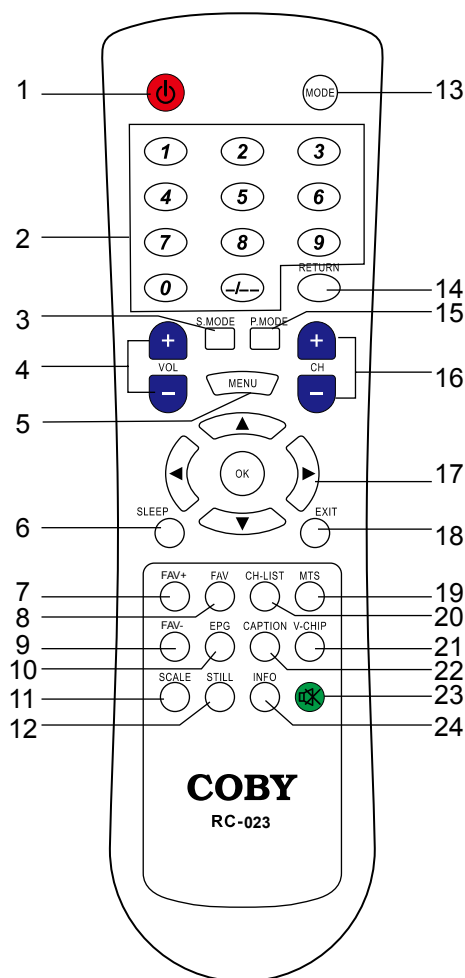 1 MODE 13
1 2 3
4 5 6
2
7 8 9
RETURN
0 -/-- 14
3 S.MODE P.MODE 15
+ +
4 VOL CH 16
- -
5 MENU
OK 17
6 SLEEP EXIT 18
7 FAV+ FAV CH-LIST MTS 19
8 20
9 FAV- EPG CAPTION V-CHIP 21
10 22
11 SCALE STILL INFO 23
12 24
COBY
RC-023